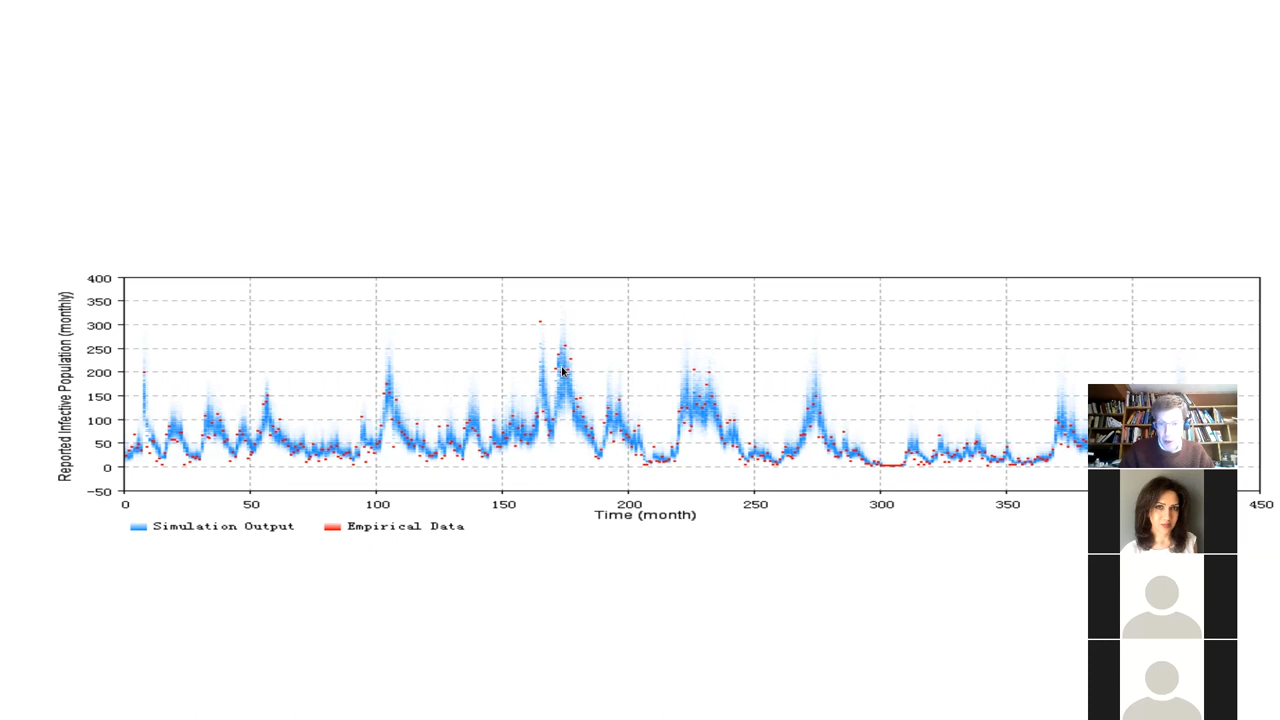 Reported Infective Population (monthly)
400
350
300
250
200
150
100
50
0
-50
0 50 100 150 200 250 300 350 450
Time (month)
Simulation Output Empirical Data